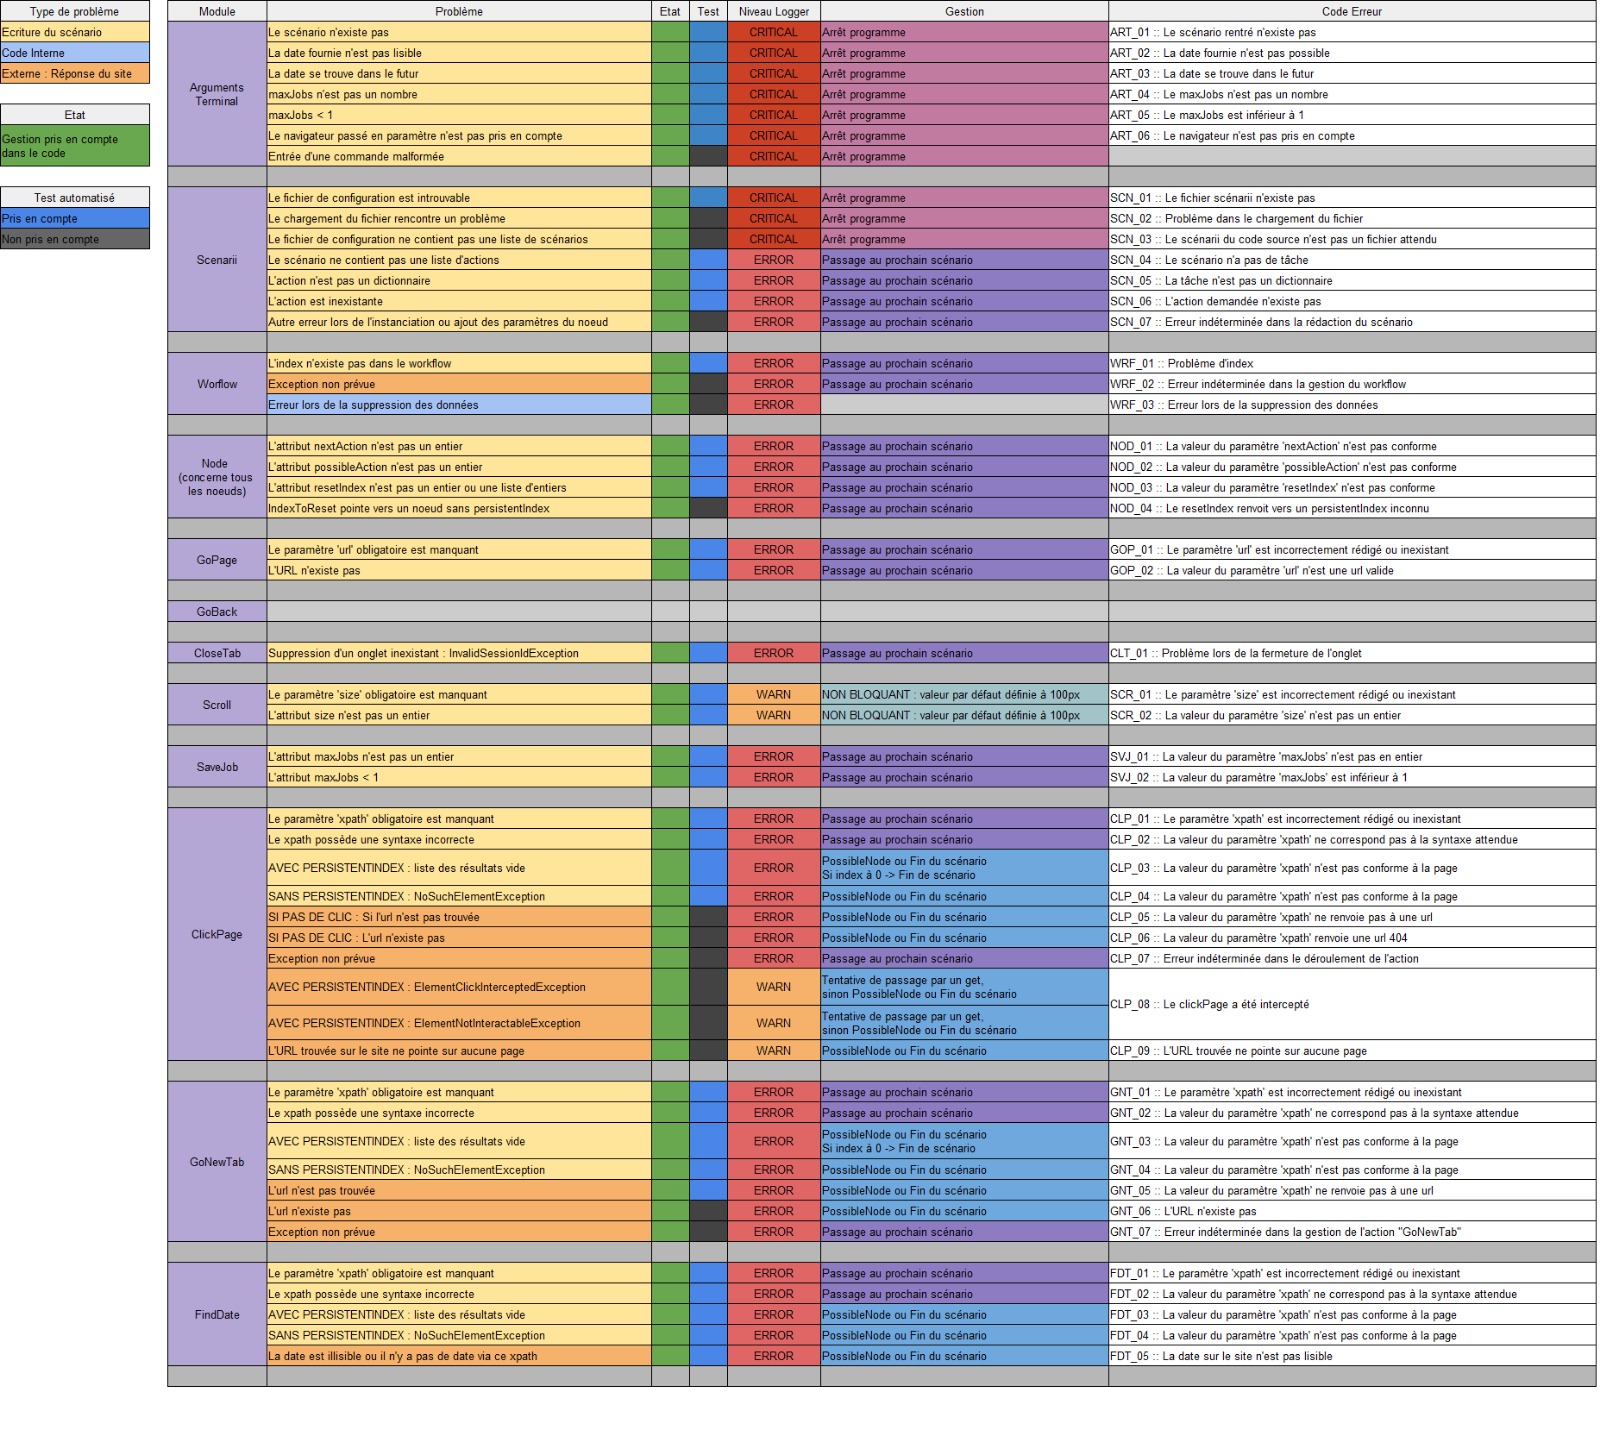 Type de problème
Ecriture du scénario
Code Interne
Externe : Réponse du site
Etat
Gestion pris en compte
dans le code
Test automatisé
Pris en compte
Non pris en compte
Module Problème Etat Test Niveau Logger Gestion Code Erreur
Arguments
Terminal
Le scénario n'existe pas CRITICAL Arrêt programme ART_01 :: Le scénario rentré n'existe pas
La date fournie n'est pas lisible CRITICAL Arrêt programme ART_02 :: La date fournie n'est pas possible
La date se trouve dans le futur CRITICAL Arrêt programme ART_03 :: La date se trouve dans le futur
maxJobs n'est pas un nombre CRITICAL Arrêt programme ART_04 :: Le maxJobs n'est pas un nombre
maxJobs < 1 CRITICAL Arrêt programme ART_05 :: Le maxJobs est inférieur à 1
Le navigateur passé en paramètre n'est pas pris en compte CRITICAL Arrêt programme ART_06 :: Le navigateur n'est pas pris en compte
Entrée d'une commande malformée CRITICAL Arrêt programme
Scenarii
Le fichier de configuration est introuvable CRITICAL Arrêt programme SCN_01 :: Le fichier scénarii n'existe pas
Le chargement du fichier rencontre un problème CRITICAL Arrêt programme SCN_02 :: Problème dans le chargement du fichier
Le fichier de configuration ne contient pas une liste de scénarios CRITICAL Arrêt programme SCN_03 :: Le scénarii du code source n'est pas un fichier attendu
Le scénario ne contient pas une liste d'actions ERROR Passage au prochain scénario SCN_04 :: Le scénario n'a pas de tâche
L'action n'est pas un dictionnaire ERROR Passage au prochain scénario SCN_05 :: La tâche n'est pas un dictionnaire
L'action est inexistante ERROR Passage au prochain scénario SCN_06 :: L'action demandée n'existe pas
Autre erreur lors de l'instanciation ou ajout des paramètres du noeud ERROR Passage au prochain scénario SCN_07 :: Erreur indéterminée dans la rédaction du scénario
Worflow
L'index n'existe pas dans le workflow ERROR Passage au prochain scénario WRF_01 :: Problème d'index
Exception non prévue ERROR Passage au prochain scénario WRF_02 :: Erreur indéterminée dans la gestion du workflow
Erreur lors de la suppression des données ERROR WRF_03 :: Erreur lors de la suppression des données
Node
(concerne tous
les noeuds)
L'attribut nextAction n'est pas un entier ERROR Passage au prochain scénario NOD_01 :: La valeur du paramètre 'nextAction' n'est pas conforme
L'attribut possibleAction n'est pas un entier ERROR Passage au prochain scénario NOD_02 :: La valeur du paramètre 'possibleAction' n'est pas conforme
L'attribut resetIndex n'est pas un entier ou une liste d'entiers ERROR Passage au prochain scénario NOD_03 :: La valeur du paramètre 'resetIndex' n'est pas conforme
IndexToReset pointe vers un noeud sans persistentIndex ERROR Passage au prochain scénario NOD_04 :: Le resetIndex renvoit vers un persistentIndex inconnu
GoPage
Le paramètre 'url' obligatoire est manquant ERROR Passage au prochain scénario GOP_01 :: Le paramètre 'url' est incorrectement rédigé ou inexistant
L'URL n'existe pas ERROR Passage au prochain scénario GOP_02 :: La valeur du paramètre 'url' n'est une url valide
GoBack
CloseTab Suppression d'un onglet inexistant : InvalidSessionIdException ERROR Passage au prochain scénario CLT_01 :: Problème lors de la fermeture de l'onglet
Scroll
Le paramètre 'size' obligatoire est manquant WARN NON BLOQUANT : valeur par défaut définie à 100px SCR_01 :: Le paramètre 'size' est incorrectement rédigé ou inexistant
L'attribut size n'est pas un entier WARN NON BLOQUANT : valeur par défaut définie à 100px SCR_02 :: La valeur du paramètre 'size' n'est pas un entier
SaveJob
L'attribut maxJobs n'est pas un entier ERROR Passage au prochain scénario SVJ_01 :: La valeur du paramètre 'maxJobs' n'est pas en entier
L'attribut maxJobs < 1 ERROR Passage au prochain scénario SVJ_02 :: La valeur du paramètre 'maxJobs' est inférieur à 1
ClickPage
Le paramètre 'xpath' obligatoire est manquant ERROR Passage au prochain scénario CLP_01 :: Le paramètre 'xpath' est incorrectement rédigé ou inexistant
Le xpath possède une syntaxe incorrecte ERROR Passage au prochain scénario CLP_02 :: La valeur du paramètre 'xpath' ne correspond pas à la syntaxe attendue
AVEC PERSISTENTINDEX : liste des résultats vide ERROR PossibleNode ou Fin du scénario
Si index à 0 -> Fin de scénario CLP_03 :: La valeur du paramètre 'xpath' n'est pas conforme à la page
SANS PERSISTENTINDEX : NoSuchElementException ERROR PossibleNode ou Fin du scénario CLP_04 :: La valeur du paramètre 'xpath' n'est pas conforme à la page
SI PAS DE CLIC : Si l'url n'est pas trouvée ERROR PossibleNode ou Fin du scénario CLP_05 :: La valeur du paramètre 'xpath' ne renvoie pas à une url
SI PAS DE CLIC : L'url n'existe pas ERROR PossibleNode ou Fin du scénario CLP_06 :: La valeur du paramètre 'xpath' renvoie une url 404
Exception non prévue ERROR Passage au prochain scénario CLP_07 :: Erreur indéterminée dans le déroulement de l'action
AVEC PERSISTENTINDEX : ElementClickInterceptedException WARN Tentative de passage par un get,
sinon PossibleNode ou Fin du scénario
CLP_08 :: Le clickPage a été intercepté
AVEC PERSISTENTINDEX : ElementNotInteractableException WARN Tentative de passage par un get,
sinon PossibleNode ou Fin du scénario
L'URL trouvée sur le site ne pointe sur aucune page WARN PossibleNode ou Fin du scénario CLP_09 :: L'URL trouvée ne pointe sur aucune page
GoNewTab
Le paramètre 'xpath' obligatoire est manquant ERROR Passage au prochain scénario GNT_01 :: Le paramètre 'xpath' est incorrectement rédigé ou inexistant
Le xpath possède une syntaxe incorrecte ERROR Passage au prochain scénario GNT_02 :: La valeur du paramètre 'xpath' ne correspond pas à la syntaxe attendue
AVEC PERSISTENTINDEX : liste des résultats vide ERROR PossibleNode ou Fin du scénario
Si index à 0 -> Fin de scénario GNT_03 :: La valeur du paramètre 'xpath' n'est pas conforme à la page
SANS PERSISTENTINDEX : NoSuchElementException ERROR PossibleNode ou Fin du scénario GNT_04 :: La valeur du paramètre 'xpath' n'est pas conforme à la page
L'url n'est pas trouvée ERROR PossibleNode ou Fin du scénario GNT_05 :: La valeur du paramètre 'xpath' ne renvoie pas à une url
L'url n'existe pas ERROR PossibleNode ou Fin du scénario GNT_06 :: L'URL n'existe pas
Exception non prévue ERROR Passage au prochain scénario GNT_07 :: Erreur indéterminée dans la gestion de l'action "GoNewTab"
FindDate
Le paramètre 'xpath' obligatoire est manquant ERROR Passage au prochain scénario FDT_01 :: Le paramètre 'xpath' est incorrectement rédigé ou inexistant
Le xpath possède une syntaxe incorrecte ERROR Passage au prochain scénario FDT_02 :: La valeur du paramètre 'xpath' ne correspond pas à la syntaxe attendue
AVEC PERSISTENTINDEX : liste des résultats vide ERROR PossibleNode ou Fin du scénario FDT_03 :: La valeur du paramètre 'xpath' n'est pas conforme à la page
SANS PERSISTENTINDEX : NoSuchElementException ERROR PossibleNode ou Fin du scénario FDT_04 :: La valeur du paramètre 'xpath' n'est pas conforme à la page
La date est illisible ou il n'y a pas de date via ce xpath ERROR PossibleNode ou Fin du scénario FDT_05 :: La date sur le site n'est pas lisible